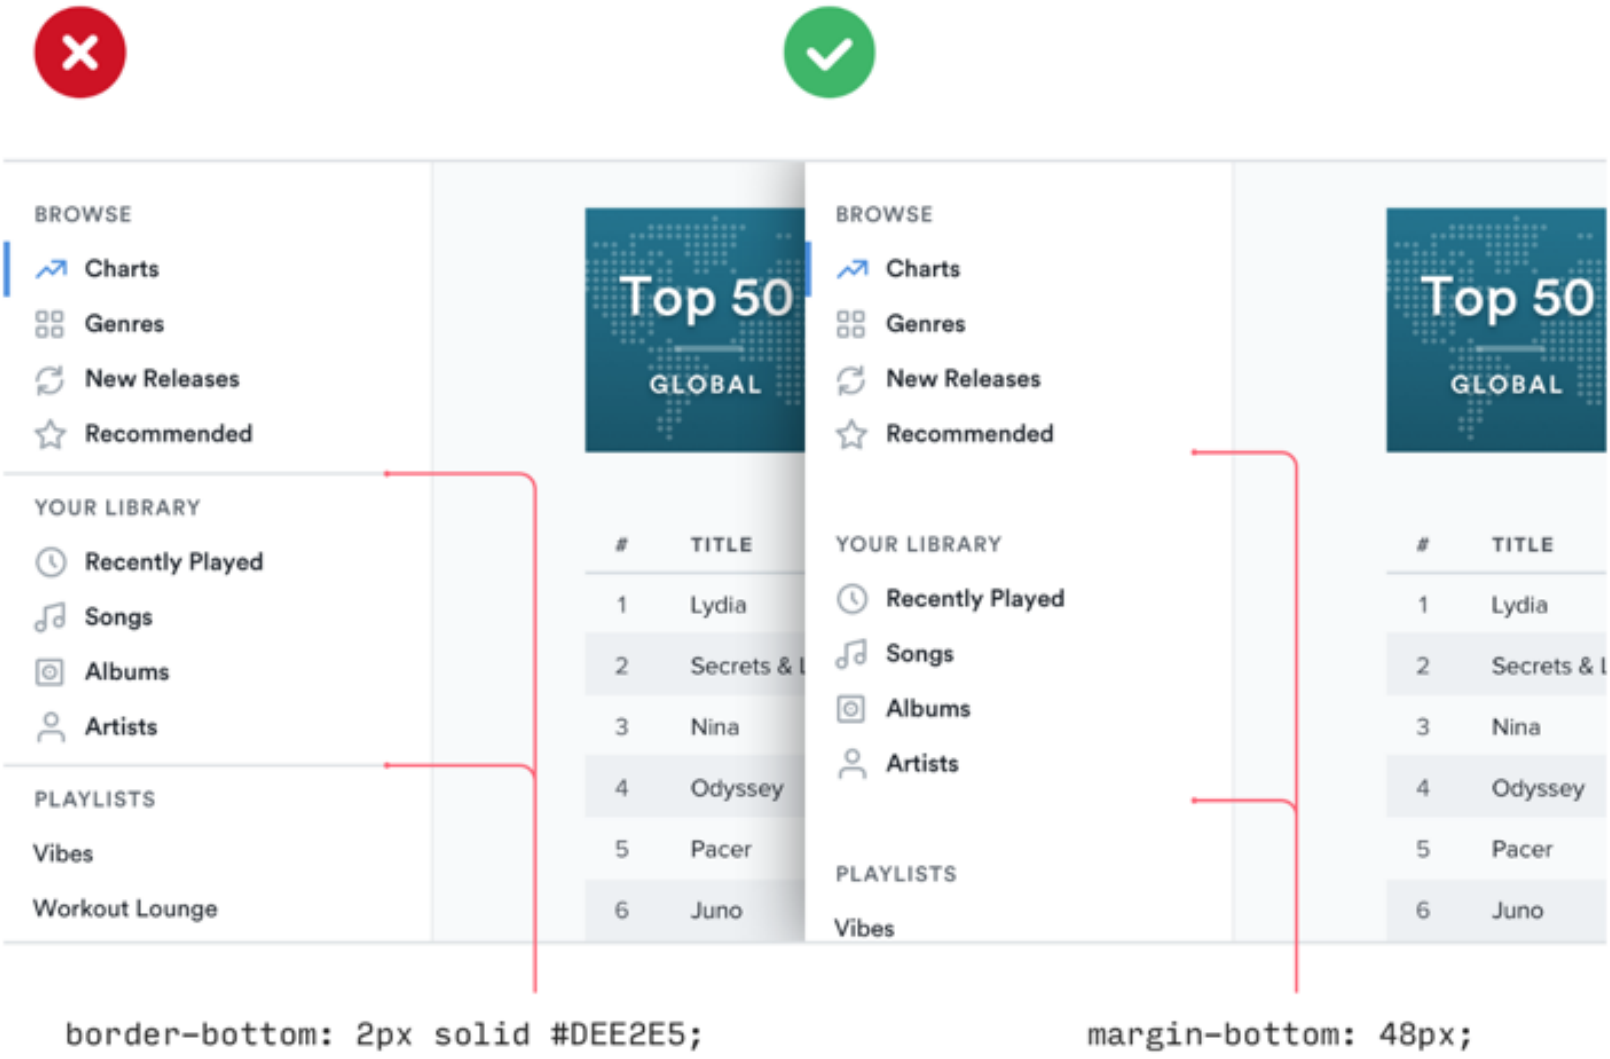 BROWSE
Charts
Genres
New Releases
Recommended
YOUR LIBRARY
Recently Played
Songs
Albums
Artists
PLAYLISTS
Vibes
Workout Lounge
Top 50
GLOBAL
# TITLE
1 Lydia
2 Secrets & L
3 Nina
4 Odyssey
5 Pacer
6 Juno
border-bottom: 2px solid #DEE2E5;
BROWSE
Charts
Genres
New Releases
Recommended
YOUR LIBRARY
Recently Played
Songs
Albums
Artists
PLAYLISTS
Vibes
Top 50
GLOBAL
# TITLE
1 Lydia
2 Secrets & L
3 Nina
4 Odyssey
5 Pacer
6 Juno
margin-bottom: 48px;